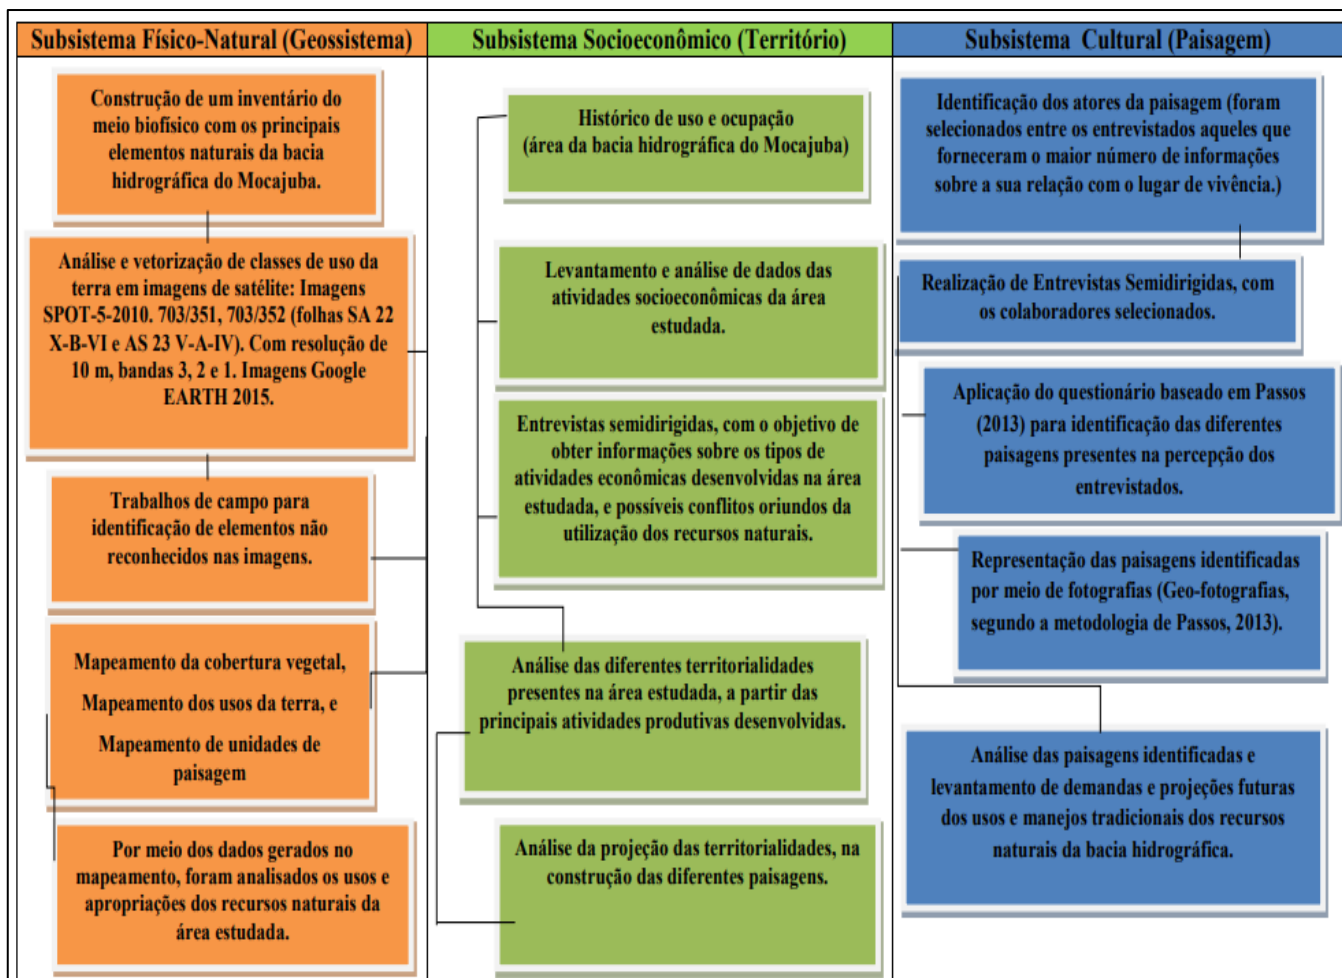 Subsistema Físico-Natural (Geossistema)
Construção de um inventário do
meio biofísico com os principais
elementos naturais da bacia
hidrográfica do Mocajuba.
Análise e vetorização de classes de uso da
terra em imagens de satélite: Imagens
SPOT-5-2010. 703/351, 703/352 (folhas SA 22
X-B-VI e AS 23 V-A-IV). Com resolução de
10 m, bandas 3, 2 e 1. Imagens Google
EARTH 2015.
Trabalhos de campo para
identificação de elementos não
reconhecidos nas imagens.
Mapeamento da cobertura vegetal,
Mapeamento dos usos da terra, e
Mapeamento de unidades de
paisagem
Por meio dos dados gerados no
mapeamento, foram analisados os usos e
apropriações dos recursos naturais da
área estudada.
Subsistema Socioeconômico (Território)
Histórico de uso e ocupação
(área da bacia hidrográfica do Mocajuba)
Levantamento e análise de dados das
atividades socioeconômicas da área
estudada.
Entrevistas semidirigidas, com o objetivo de
obter informações sobre os tipos de
atividades econômicas desenvolvidas na área
estudada, e possíveis conflitos oriundos da
utilização dos recursos naturais.
Análise das diferentes territorialidades
presentes na área estudada, a partir das
principais atividades produtivas desenvolvidas.
Análise da projeção das territorialidades, na
construção das diferentes paisagens.
Subsistema Cultural (Paisagem)
Identificação dos atores da paisagem (foram
selecionados entre os entrevistados aqueles que
forneceram o maior número de informações
sobre a sua relação com o lugar de vivência.)
Realização de Entrevistas Semidirigidas, com
os colaboradores selecionados.
Aplicação do questionário baseado em Passos
(2013) para identificação das diferentes
paisagens presentes na percepção dos
entrevistados.
Representação das paisagens identificadas
por meio de fotografias (Geo-fotografias,
segundo a metodologia de Passos, 2013).
Análise das paisagens identificadas e
levantamento de demandas e projeções futuras
dos usos e manejos tradicionais dos recursos
naturais da bacia hidrográfica.